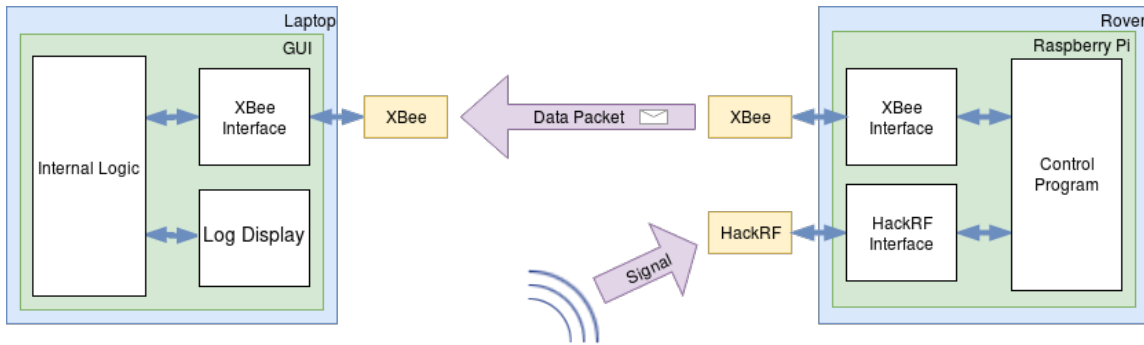 Laptop
GUI
Internal Logic
XBee
Interface
Log Display
XBee
Data Packet
Signal
XBee
HackRF
Rover
Raspberry Pi
XBee
Interface
HackRF
Interface
Control
Program